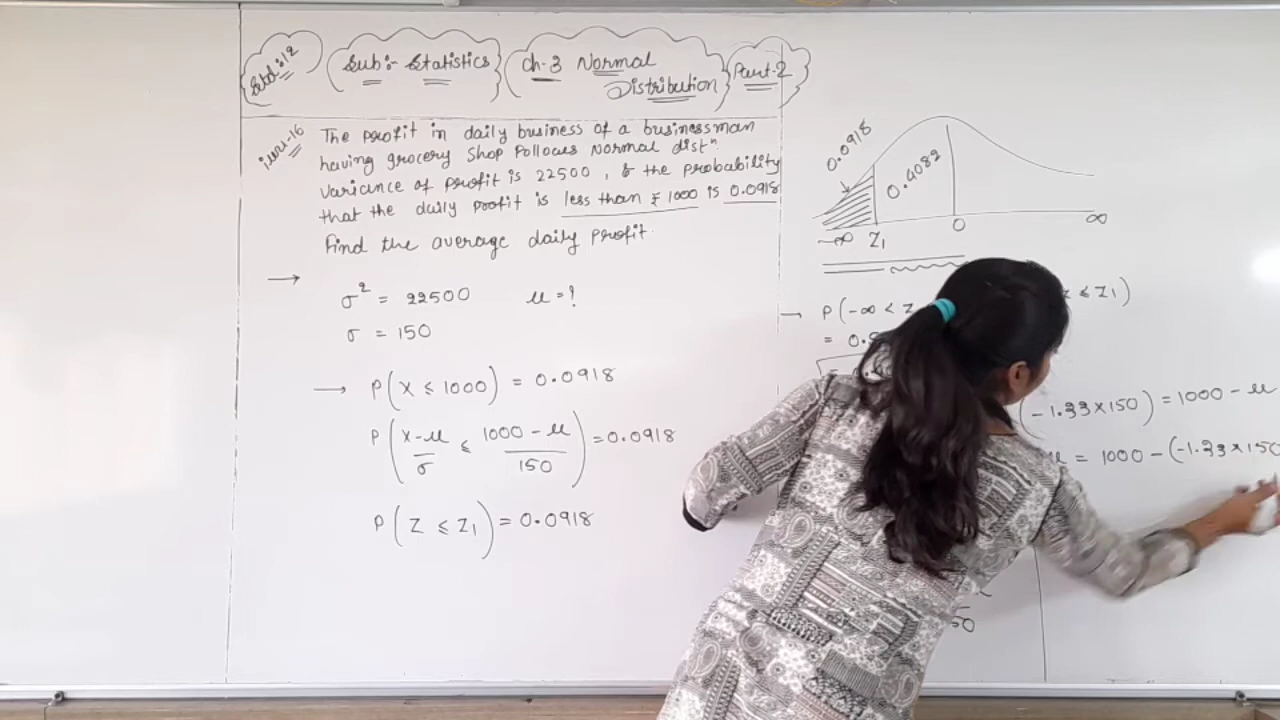 Std:12
Sub:- Statistics
Ch-3 Normal
Distribution
Part-2
The profit in daily business of a businessman
having grocery shop follows normal distⁿ.
variance of profit is 22500, & the probability
that the daily profit is less than ₹ 1000 is 0.0918
Find the average daily profit.
→ σ² = 22500 μ = ?
σ = 150
→ P(X ≤ 1000) = 0.0918
P(X-μ/σ ≤ 1000-μ/150) = 0.0918
P(Z ≤ Z₁) = 0.0918
0.0918
0.4082
-∞ Z₁ 0 ∞
→ P(-∞ < Z ≤ Z₁)
= 0.
(-1.33×150) = 1000 - μ
μ = 1000 - (-1.33×150
50